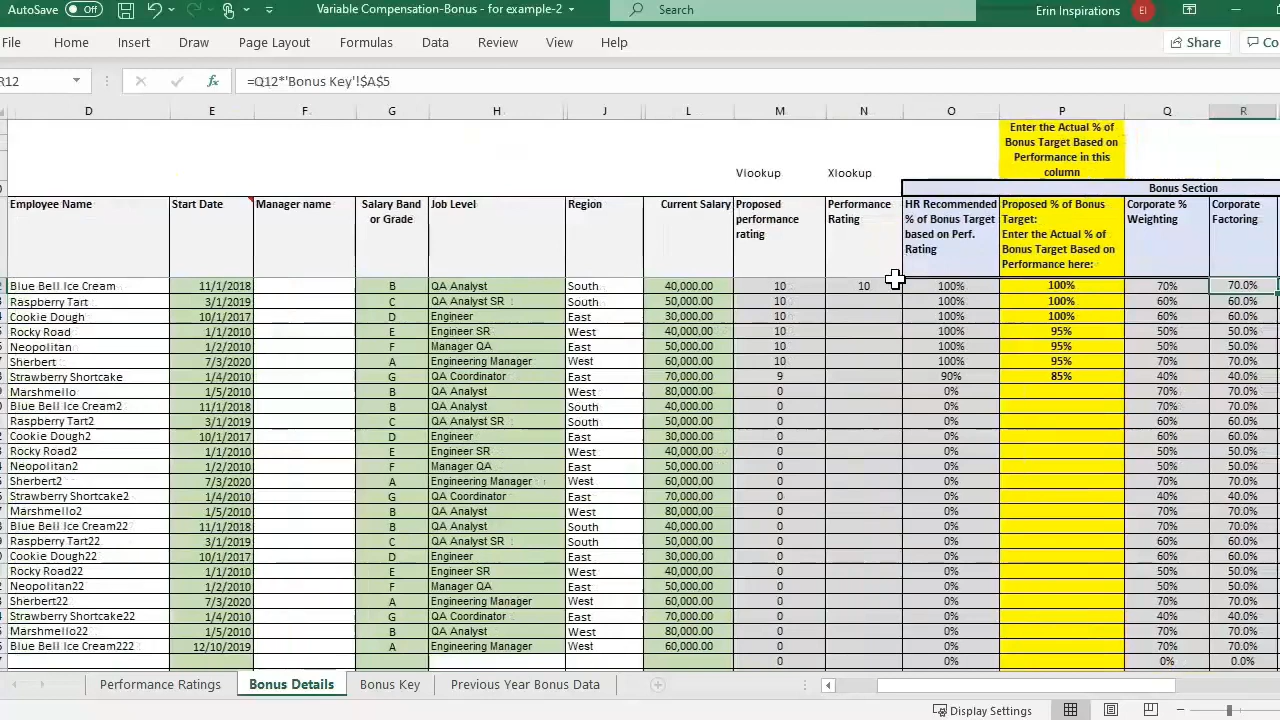 AutoSave Off Variable Compensation-Bonus - for example-2 Search Erin Inspirations EI
File Home Insert Draw Page Layout Formulas Data Review View Help Share Co
R12 fx =Q12*'Bonus Key'!$A$5
D E F G H J L M N O P Q R
Vlookup Xlookup
Enter the Actual % of
Bonus Target Based on
Performance in this
column
Bonus Section
Employee Name
Start Date
Manager name
Salary Band
or Grade
Job Level
Region
Current Salary
Proposed
performance
rating
Performance
Rating
HR Recommended
% of Bonus Target
based on Perf.
Rating
Proposed % of Bonus
Target:
Enter the Actual % of
Bonus Target Based on
Performance here:
Corporate %
Weighting
Corporate
Factoring
Blue Bell Ice Cream 11/1/2018 B QA Analyst South 40,000.00 10 10 100% 100% 70% 70.0%
Raspberry Tart 3/1/2019 C QA Analyst SR South 50,000.00 10 100% 100% 60% 60.0%
Cookie Dough 10/1/2017 D Engineer East 30,000.00 10 100% 100% 60% 60.0%
Rocky Road 1/1/2010 E Engineer SR West 40,000.00 10 100% 95% 50% 50.0%
Neopolitan 1/2/2010 F Manager QA East 50,000.00 10 100% 95% 50% 50.0%
Sherbert 7/3/2020 A Engineering Manager West 60,000.00 10 100% 95% 70% 70.0%
Strawberry Shortcake 1/4/2010 G QA Coordinator East 70,000.00 9 90% 85% 40% 40.0%
Marshmello 1/5/2010 B QA Analyst West 80,000.00 0 0% 70% 70.0%
Blue Bell Ice Cream2 11/1/2018 B QA Analyst South 40,000.00 0 0% 70% 70.0%
Raspberry Tart2 3/1/2019 C QA Analyst SR South 50,000.00 0 0% 60% 60.0%
Cookie Dough2 10/1/2017 D Engineer East 30,000.00 0 0% 60% 60.0%
Rocky Road2 1/1/2010 E Engineer SR West 40,000.00 0 0% 50% 50.0%
Neopolitan2 1/2/2010 F Manager QA East 50,000.00 0 0% 50% 50.0%
Sherbert2 7/3/2020 A Engineering Manager West 60,000.00 0 0% 70% 70.0%
Strawberry Shortcake2 1/4/2010 G QA Coordinator East 70,000.00 0 0% 40% 40.0%
Marshmello2 1/5/2010 B QA Analyst West 80,000.00 0 0% 70% 70.0%
Blue Bell Ice Cream22 11/1/2018 B QA Analyst South 40,000.00 0 0% 70% 70.0%
Raspberry Tart22 3/1/2019 C QA Analyst SR South 50,000.00 0 0% 60% 60.0%
Cookie Dough22 10/1/2017 D Engineer East 30,000.00 0 0% 60% 60.0%
Rocky Road22 1/1/2010 E Engineer SR West 40,000.00 0 0% 50% 50.0%
Neopolitan22 1/2/2010 F Manager QA East 50,000.00 0 0% 50% 50.0%
Sherbert22 7/3/2020 A Engineering Manager West 60,000.00 0 0% 70% 70.0%
Strawberry Shortcake22 1/4/2010 G QA Coordinator East 70,000.00 0 0% 40% 40.0%
Marshmello22 1/5/2010 B QA Analyst West 80,000.00 0 0% 70% 70.0%
Blue Bell Ice Cream222 12/10/2019 A Engineering Manager West 60,000.00 0 0% 70% 70.0%
0 0% 0% 0.0%
Performance Ratings Bonus Details Bonus Key Previous Year Bonus Data
Display Settings